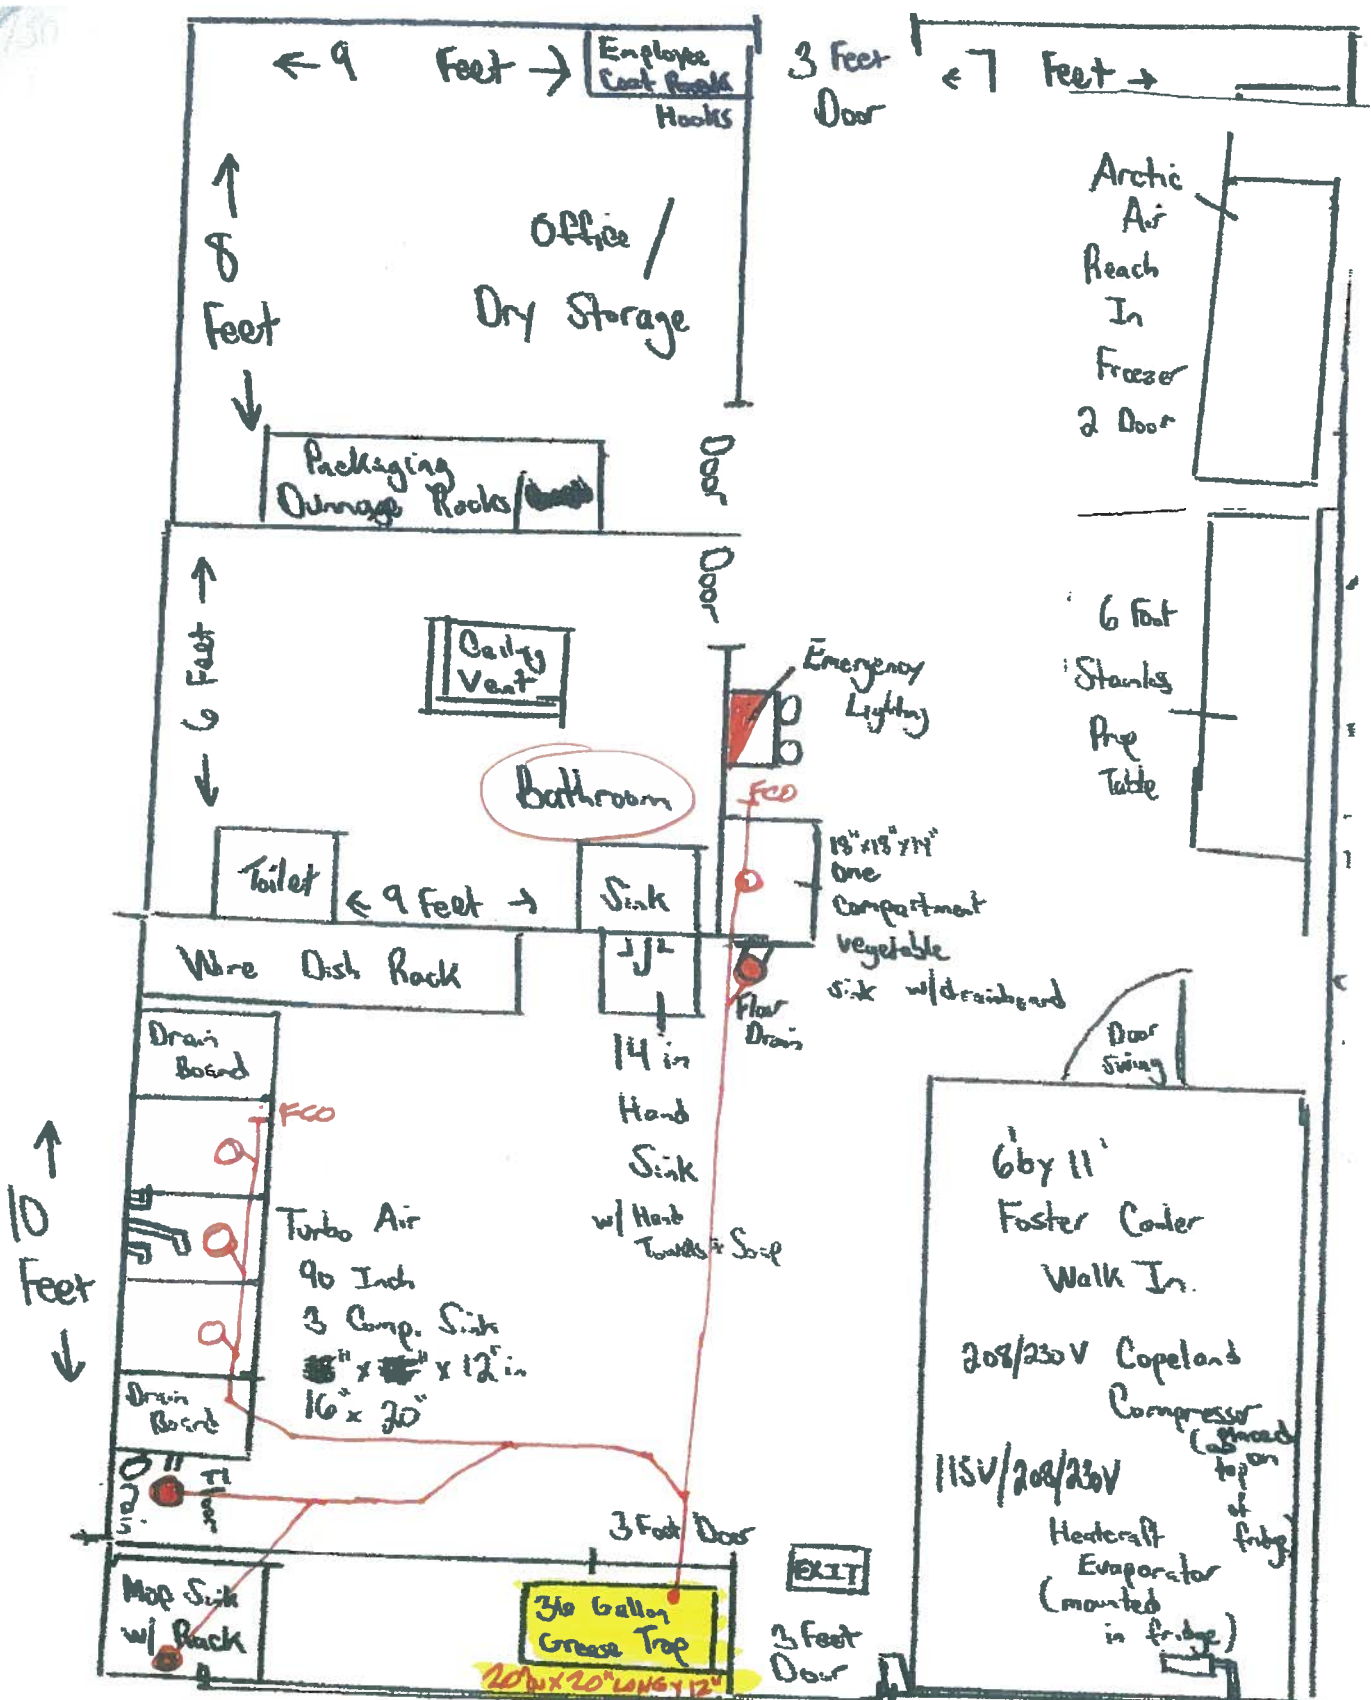 ← 9 Feet →
Employee
Coat Hooks
Hooks
3 Feet
Door
← 7 Feet →
8
Feet
Office /
Dry Storage
Arctic
Air
Reach
In
Freezer
2 Door
Packaging
Dunnage Racks
Door
Door
6 Feet
Ceiling
Vent
Emergency
Lighting
6 Foot
Stainless
Prep
Table
Bathroom
FCO
Toilet
← 9 Feet →
Sink
18" x 18" x 14"
One
Compartment
vegetable
sink w/drainboard
Wire Dish Rack
Floor
Drain
Drain
Board
14 in
Hand
Sink
w/ Hand
Towels + Soap
Door
Swing
FCO
10
Feet
Turbo Air
90 Inch
3 Comp. Sink
" x " x 12" in
16" x 20"
Drain
Board
6 by 11'
Foster Cooler
Walk In.
208/230V Copeland
Compressor
(placed
on
top
of
fridge)
115V/208/230V
Heatcraft
Evaporator
(mounted
in fridge)
3 Foot Door
EXIT
3 Feet
Door
Mop Sink
w/ Rack
36 Gallon
Grease Trap
20"W X 20" LONG X 12"